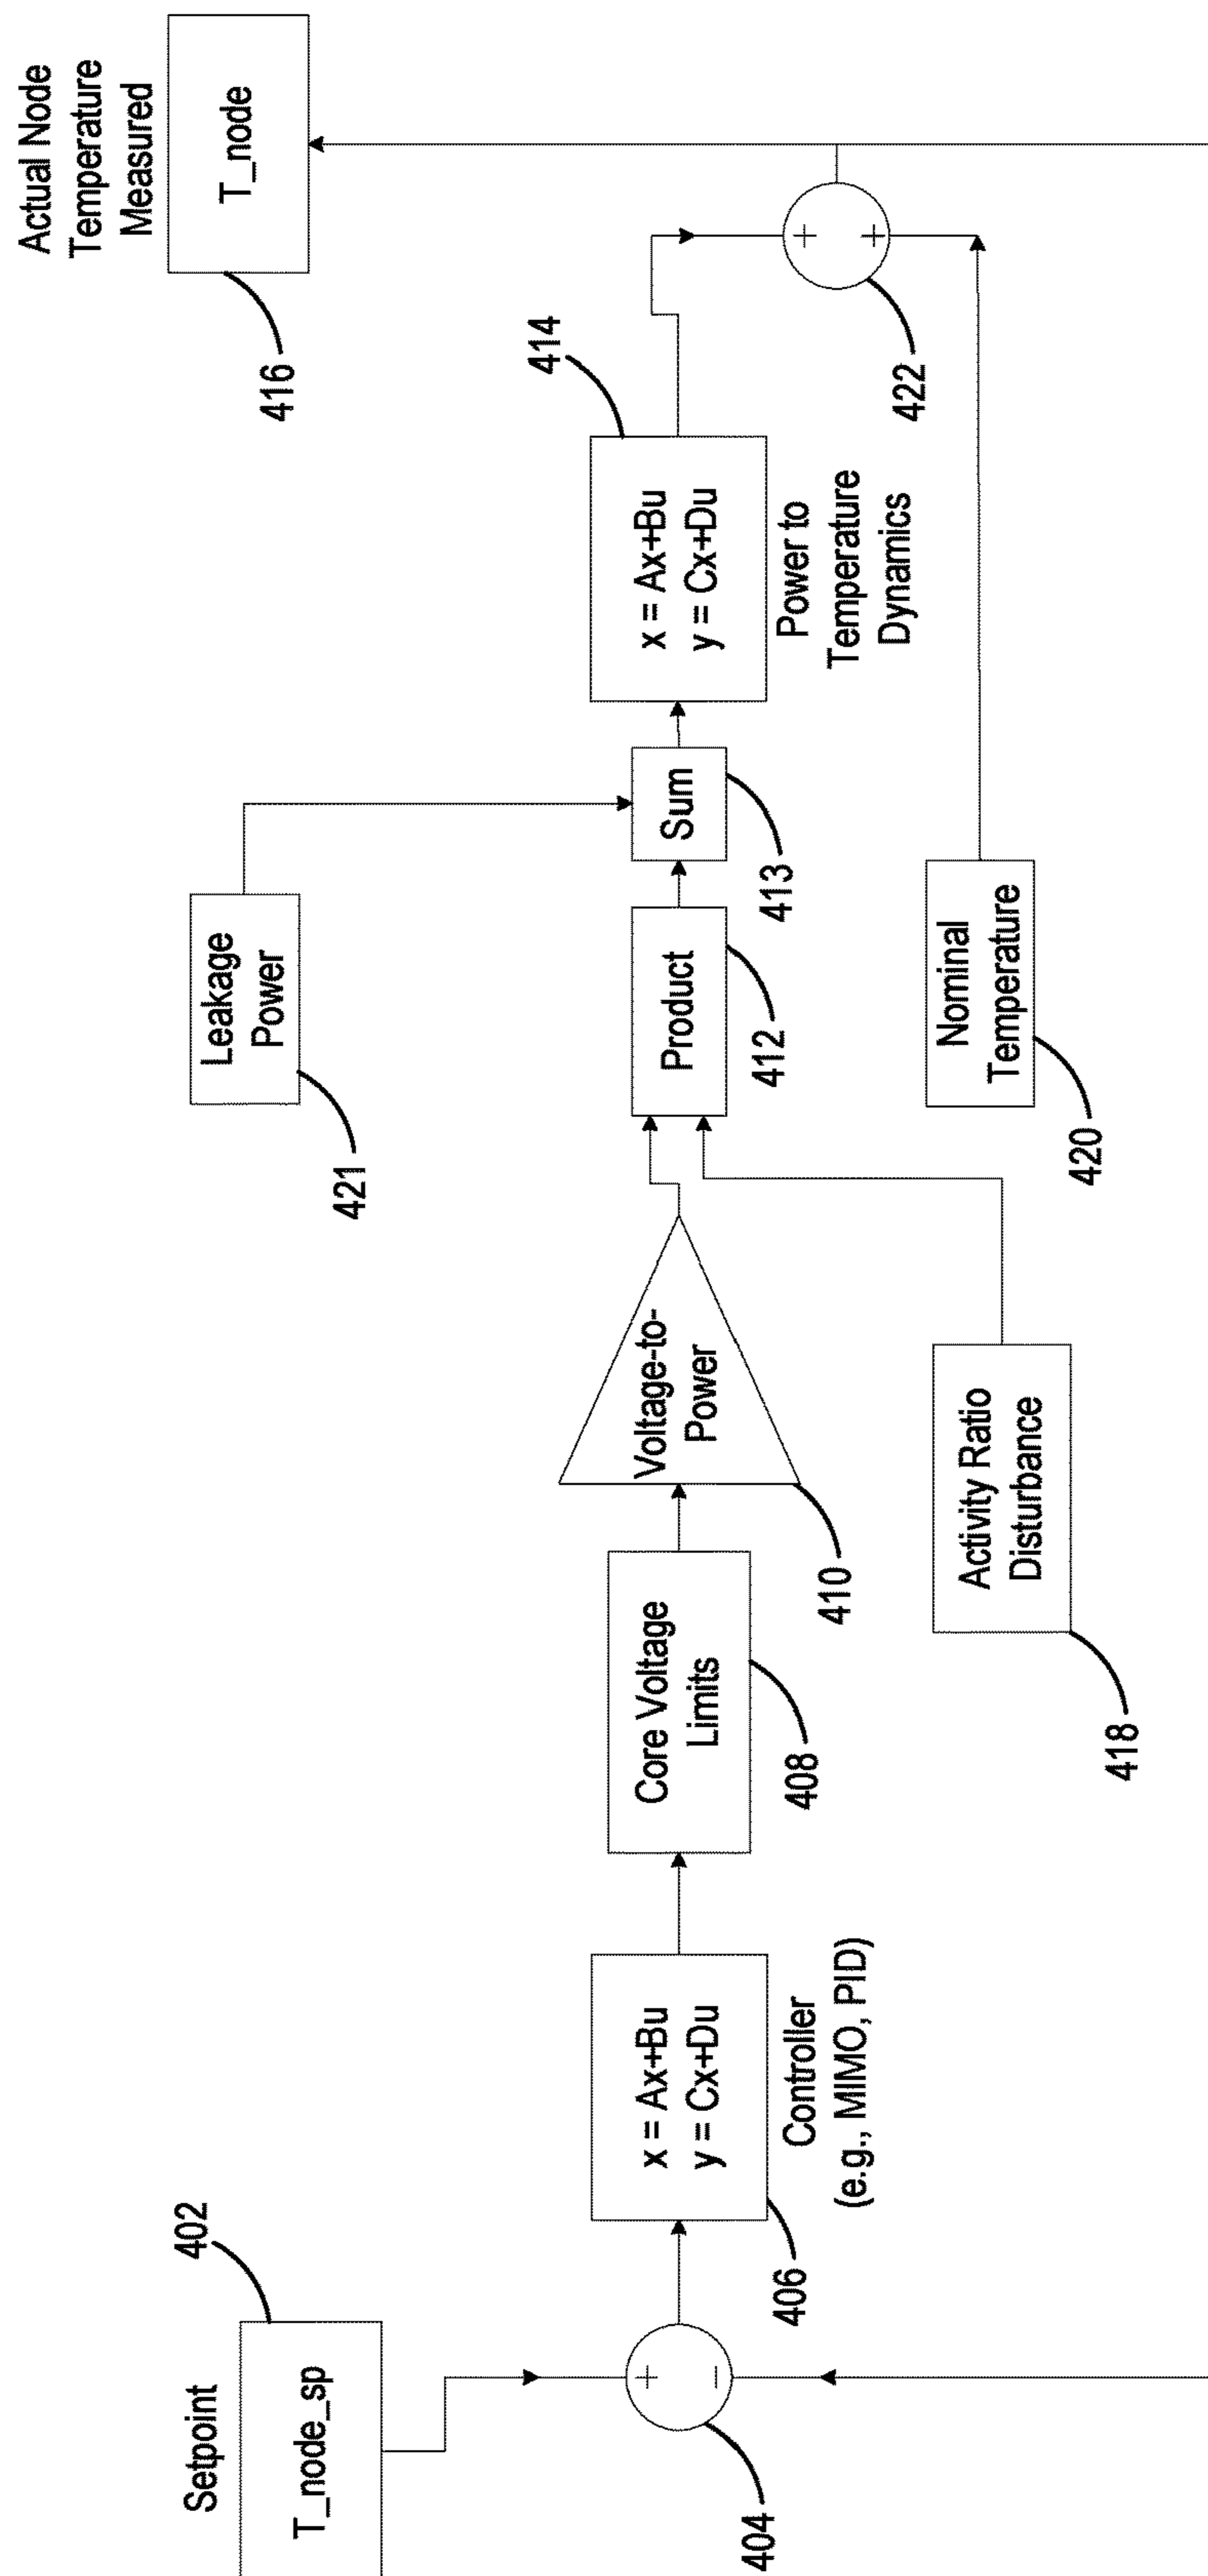 Setpoint
T_node_sp
402
404
x = Ax+Bu
y = Cx+Du
406
Controller
(e.g., MIMO, PID)
Core Voltage
Limits
408
Voltage-to-
Power
410
Activity Ratio
Disturbance
418
Leakage
Power
421
Product
412
Sum
413
Nominal
Temperature
420
x = Ax+Bu
y = Cx+Du
414
Power to
Temperature
Dynamics
+
+
422
Actual Node
Temperature
Measured
T_node
416
+
−